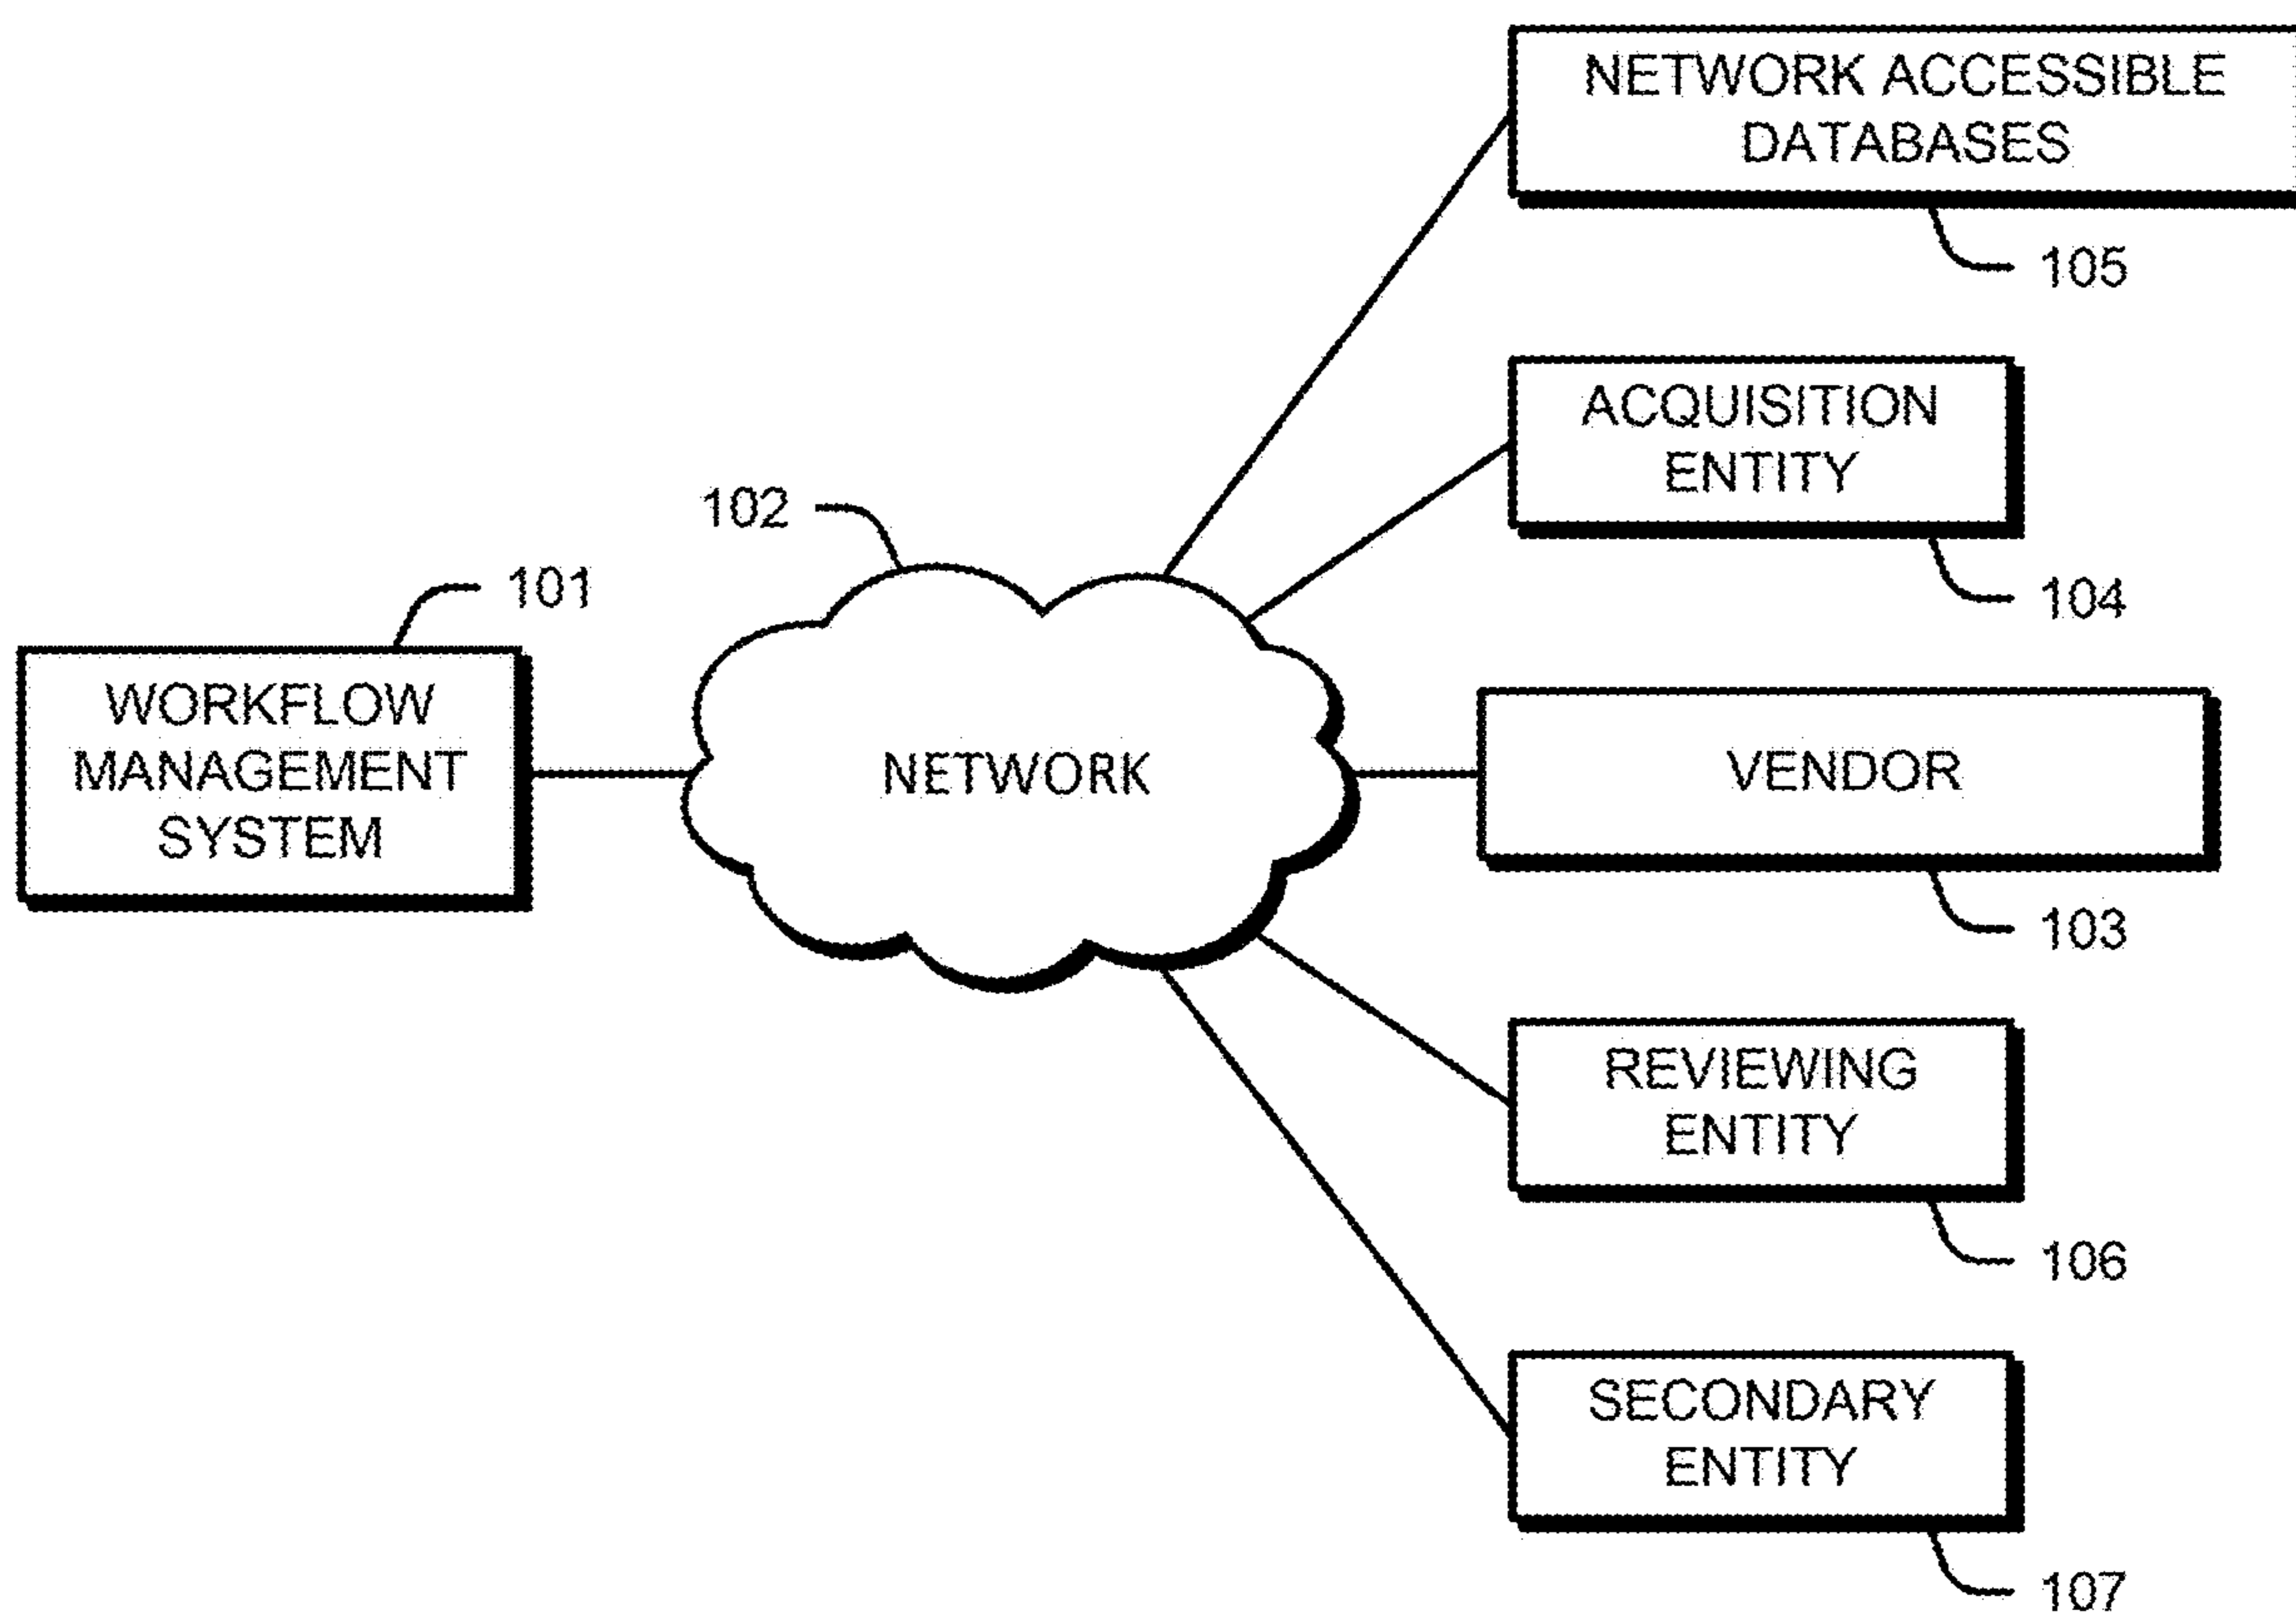 NETWORK ACCESSIBLE
DATABASES
105
ACQUISITION
ENTITY
104
102
101
WORKFLOW
MANAGEMENT
SYSTEM
NETWORK
VENDOR
103
REVIEWING
ENTITY
106
SECONDARY
ENTITY
107